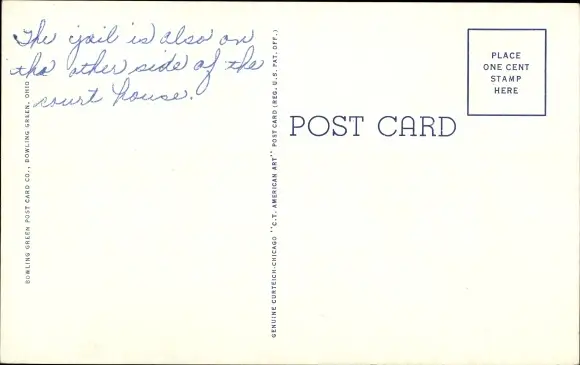 The jail is also on
the other side of the
court house.
BOWLING GREEN POST CARD CO., BOWLING GREEN, OHIO
GENUINE CURTEICH-CHICAGO "C.T. AMERICAN ART" POST CARD (REG. U.S. PAT. OFF.)
POST CARD
PLACE
ONE CENT
STAMP
HERE